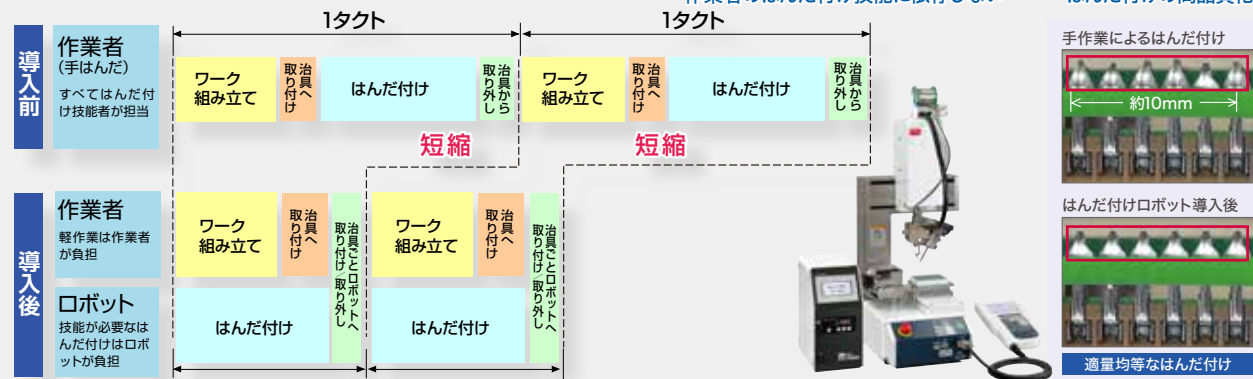 1タクト
1タクト
導入前
作業者
(手はんだ)
すべてはんだ付
け技能者が担当
ワーク
組み立て
治具へ
取り付け
はんだ付け
治具から
取り外し
ワーク
組み立て
治具へ
取り付け
はんだ付け
治具から
取り外し
短縮
短縮
導入後
作業者
軽作業は作業者
が負担
ワーク
組み立て
治具へ
取り付け
治具ごとロボットへ
取り付け/取り外し
ワーク
組み立て
治具へ
取り付け
治具ごとロボットへ
取り付け/取り外し
ロボット
技能が必要なは
んだ付けはロボ
ットが負担
はんだ付け
はんだ付け
手作業によるはんだ付け
約10mm
はんだ付けロボット導入後
適量均等なはんだ付け